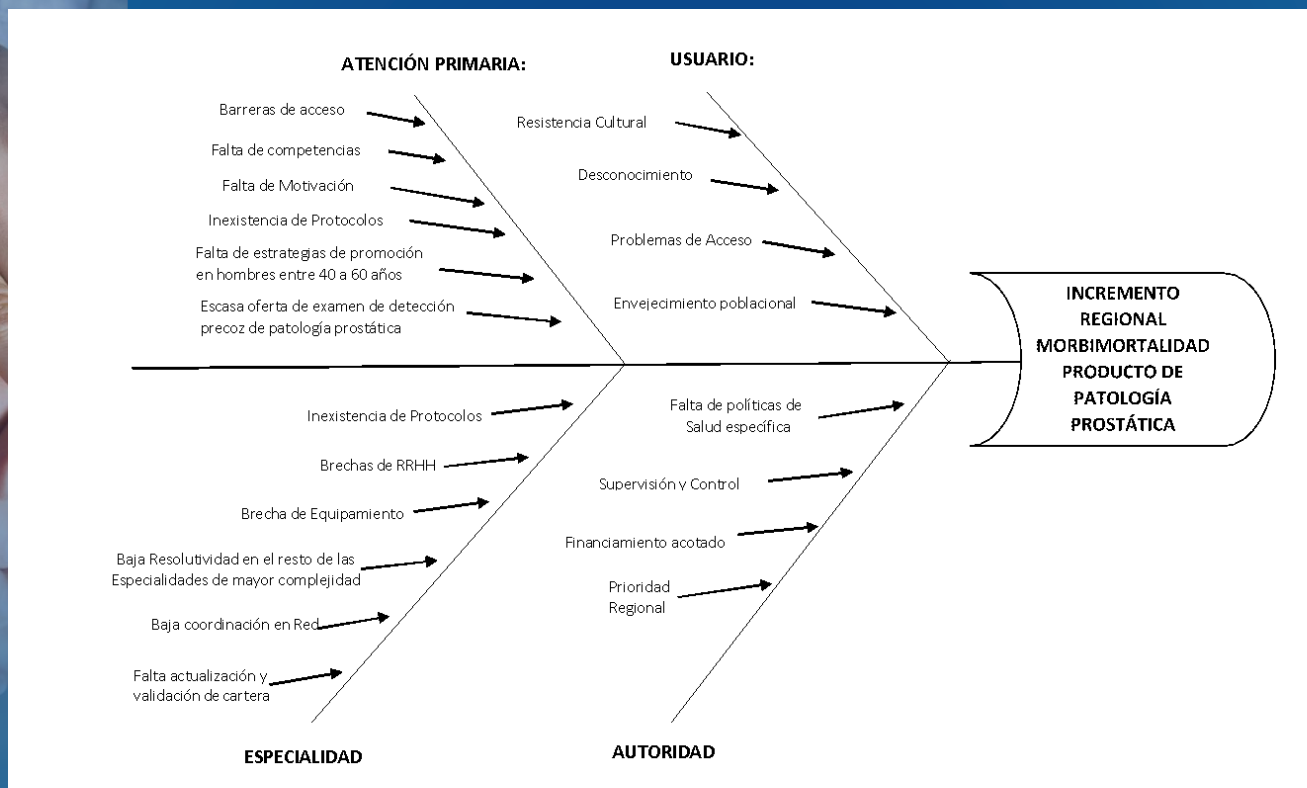 ATENCIÓN PRIMARIA:
Barreras de acceso
Falta de competencias
Falta de Motivación
Inexistencia de Protocolos
Falta de estrategias de promoción
en hombres entre 40 a 60 años
Escasa oferta de examen de detección
precoz de patología prostática
USUARIO:
Resistencia Cultural
Desconocimiento
Problemas de Acceso
Envejecimiento poblacional
INCREMENTO
REGIONAL
MORBIMORTALIDAD
PRODUCTO DE
PATOLOGÍA
PROSTÁTICA
Inexistencia de Protocolos
Brechas de RRHH
Brecha de Equipamiento
Baja Resolutividad en el resto de las
Especialidades de mayor complejidad
Baja coordinación en Red
Falta actualización y
validación de cartera
ESPECIALIDAD
Falta de políticas de
Salud específica
Supervisión y Control
Financiamiento acotado
Prioridad
Regional
AUTORIDAD